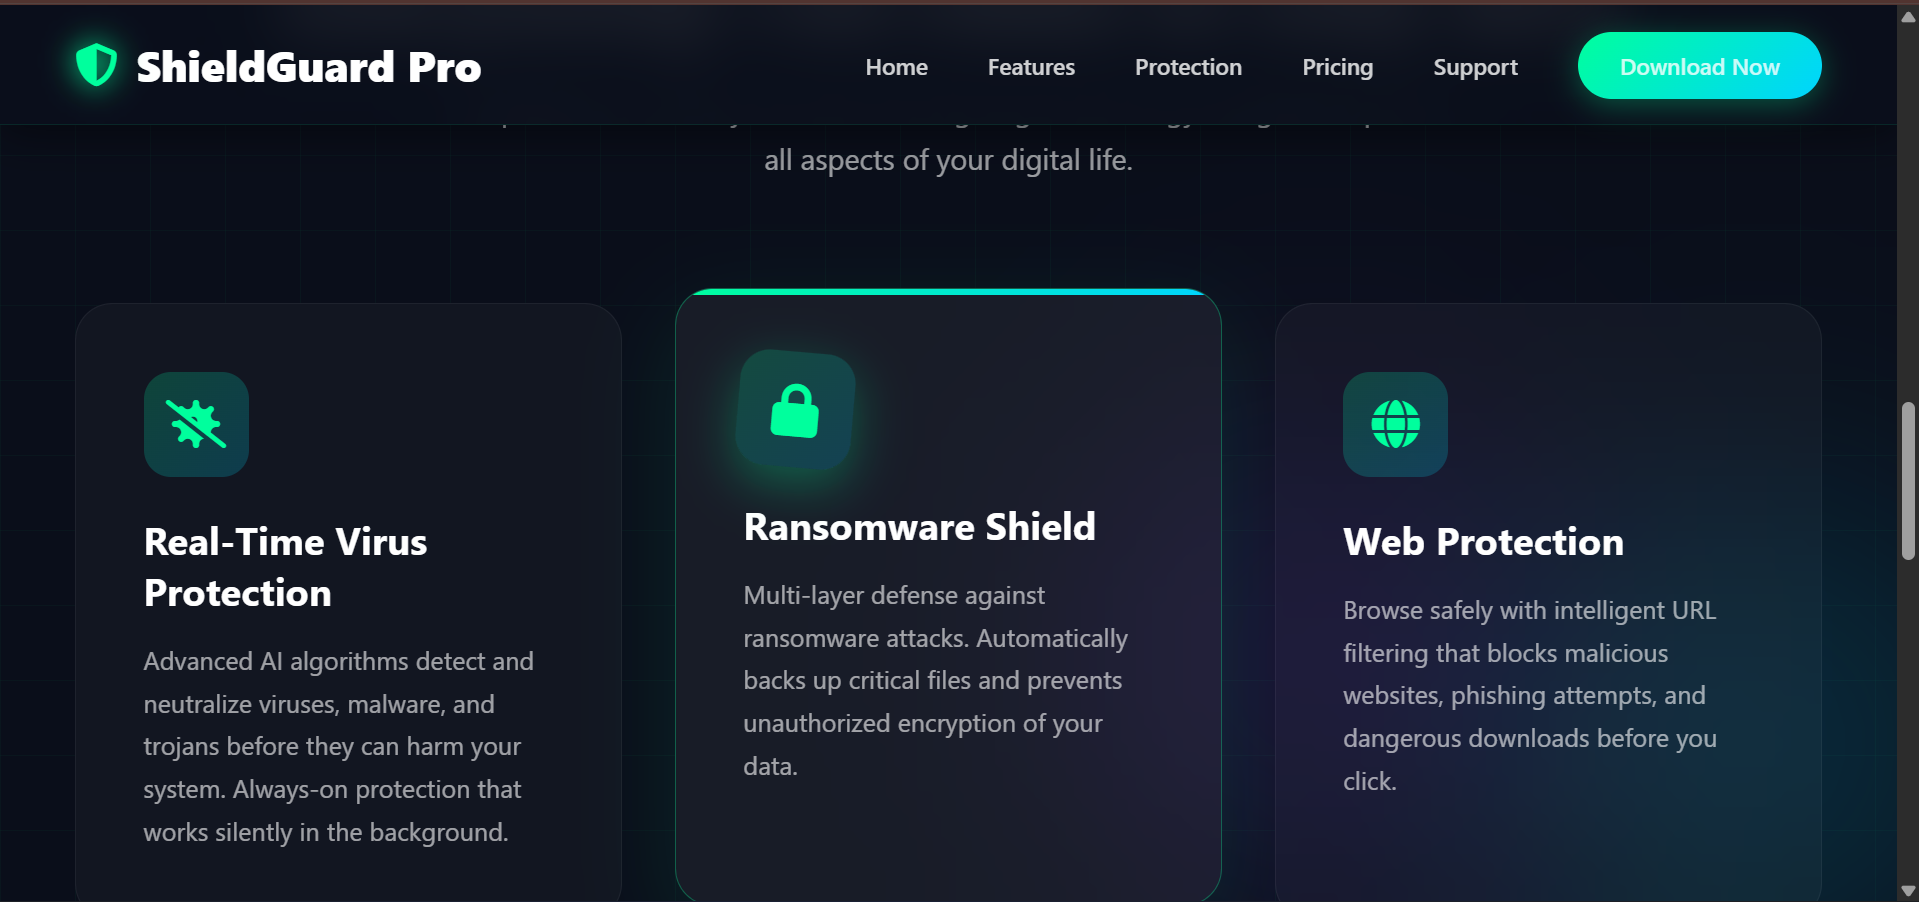 ShieldGuard Pro
Home
Features
Protection
Pricing
Support
Download Now
all aspects of your digital life.
Real-Time Virus
Protection
Advanced AI algorithms detect and
neutralize viruses, malware, and
trojans before they can harm your
system. Always-on protection that
works silently in the background.
Ransomware Shield
Multi-layer defense against
ransomware attacks. Automatically
backs up critical files and prevents
unauthorized encryption of your
data.
Web Protection
Browse safely with intelligent URL
filtering that blocks malicious
websites, phishing attempts, and
dangerous downloads before you
click.